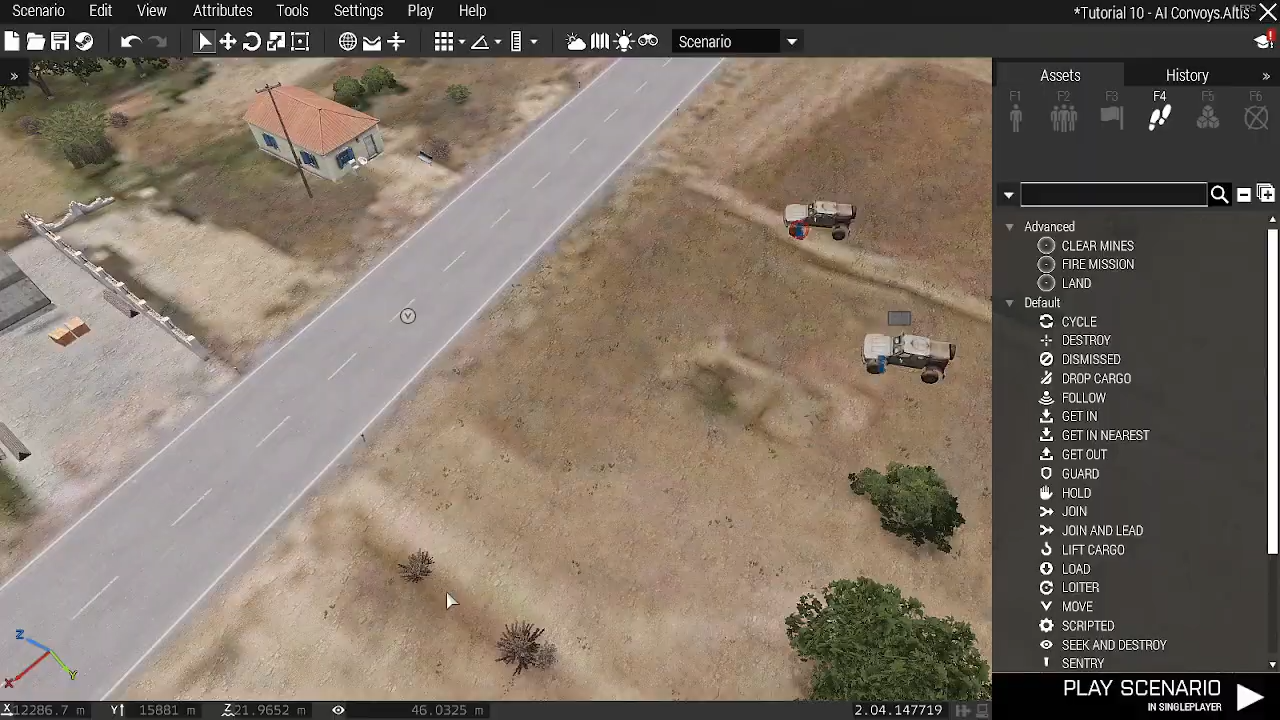 Scenario Edit View Attributes Tools Settings Play Help
*Tutorial 10 - AI Convoys.Altis
Scenario
Assets History
F1 F2 F3 F4 F5 F6
Advanced
CLEAR MINES
FIRE MISSION
LAND
Default
CYCLE
DESTROY
DISMISSED
DROP CARGO
FOLLOW
GET IN
GET IN NEAREST
GET OUT
GUARD
HOLD
JOIN
JOIN AND LEAD
LIFT CARGO
LOAD
LOITER
MOVE
SCRIPTED
SEEK AND DESTROY
SENTRY
Z
X
Y
X 12286.7 m Y 15881 m Z 21.9652 m 46.0325 m 2.04.147719
PLAY SCENARIO
IN SINGLEPLAYER